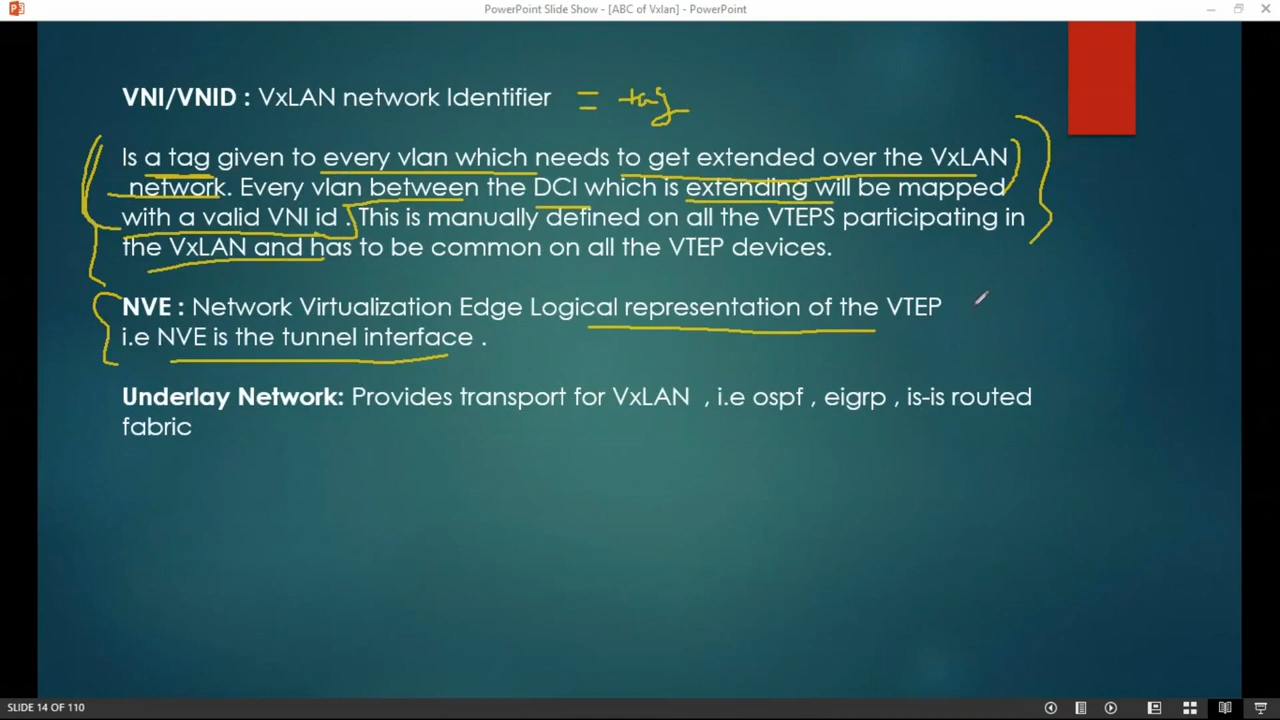 PowerPoint Slide Show - [ABC of Vxlan] - PowerPoint
VNI/VNID : VxLAN network Identifier = tag
Is a tag given to every vlan which needs to get extended over the VxLAN
network. Every vlan between the DCI which is extending will be mapped
with a valid VNI id This is manually defined on all the VTEPS participating in
the VxLAN and has to be common on all the VTEP devices.
NVE : Network Virtualization Edge Logical representation of the VTEP
i.e NVE is the tunnel interface .
Underlay Network: Provides transport for VxLAN , i.e ospf , eigrp , is-is routed
fabric
SLIDE 14 OF 110